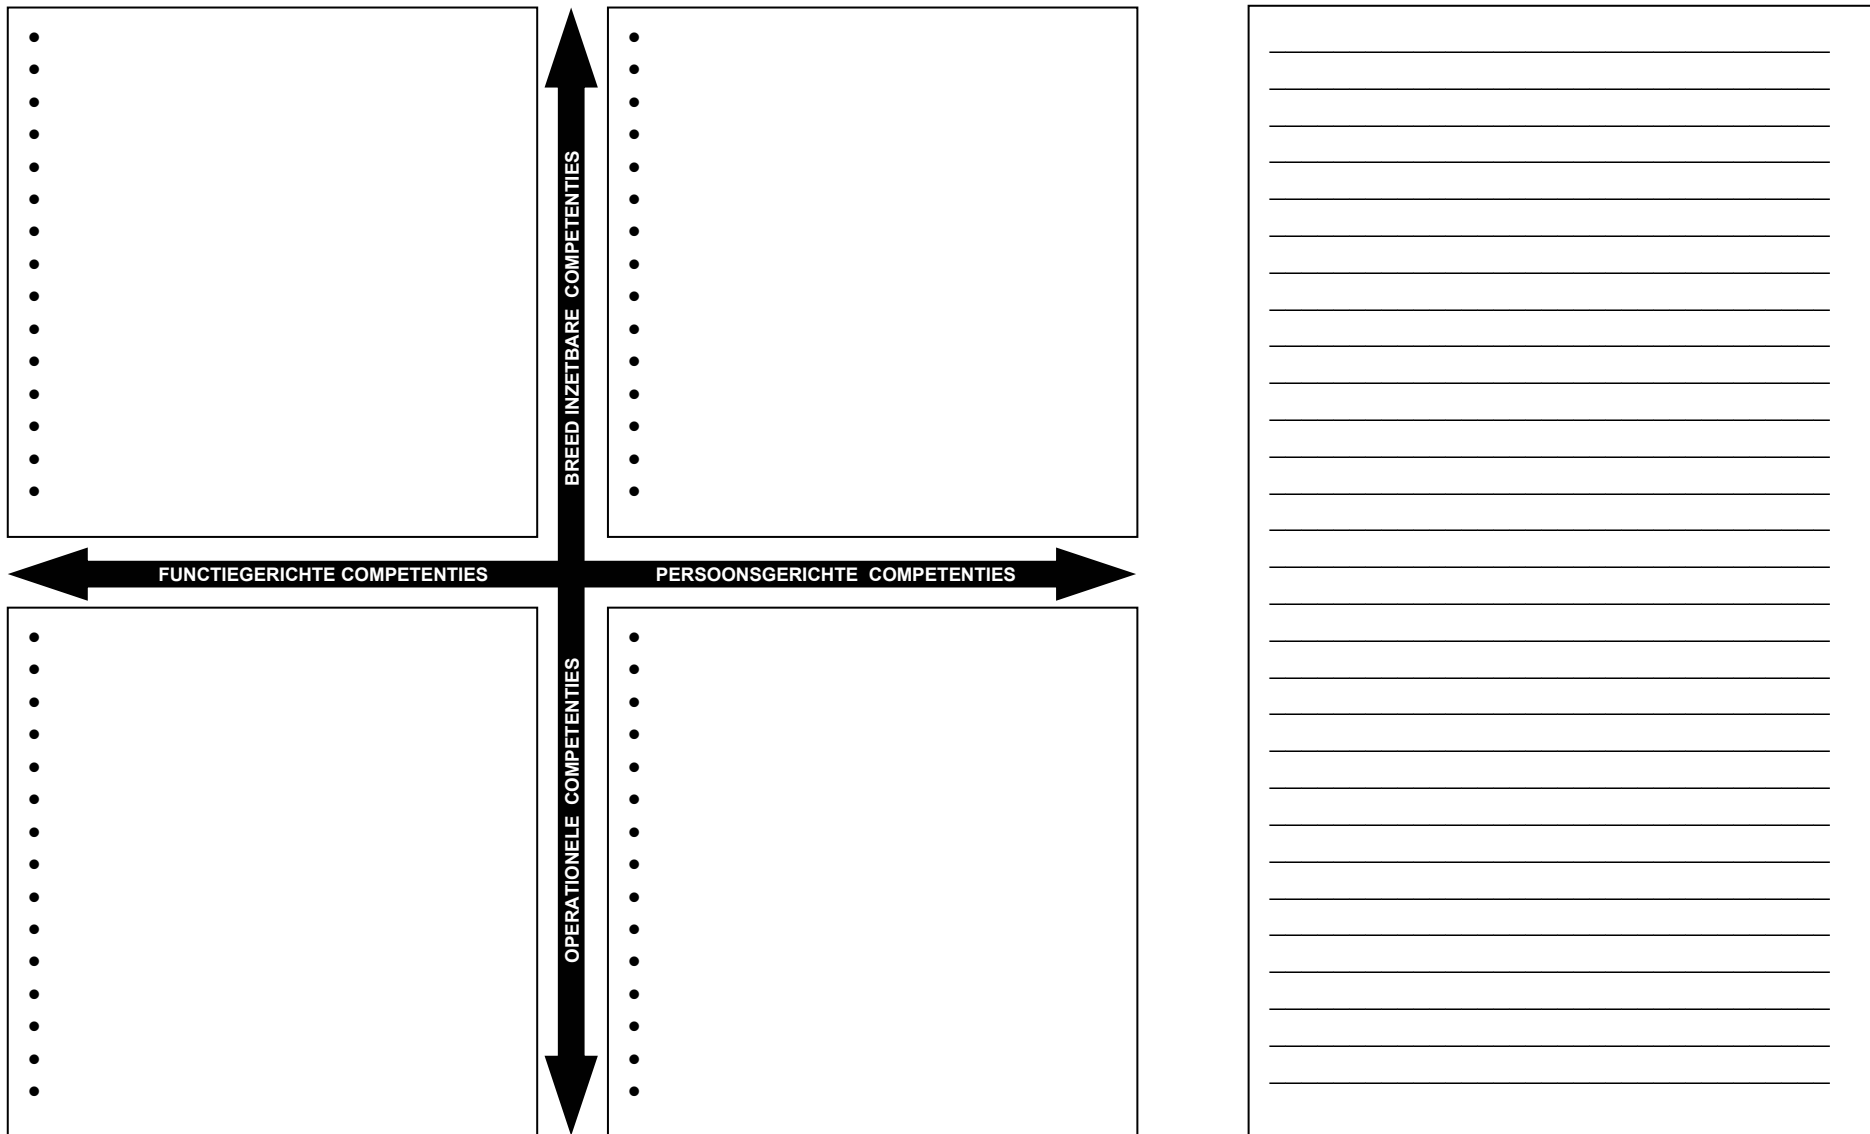 BREED INZETBARE  COMPETENTIES
FUNCTIEGERICHTE COMPETENTIES
PERSOONSGERICHTE  COMPETENTIES
OPERATIONELE  COMPETENTIES